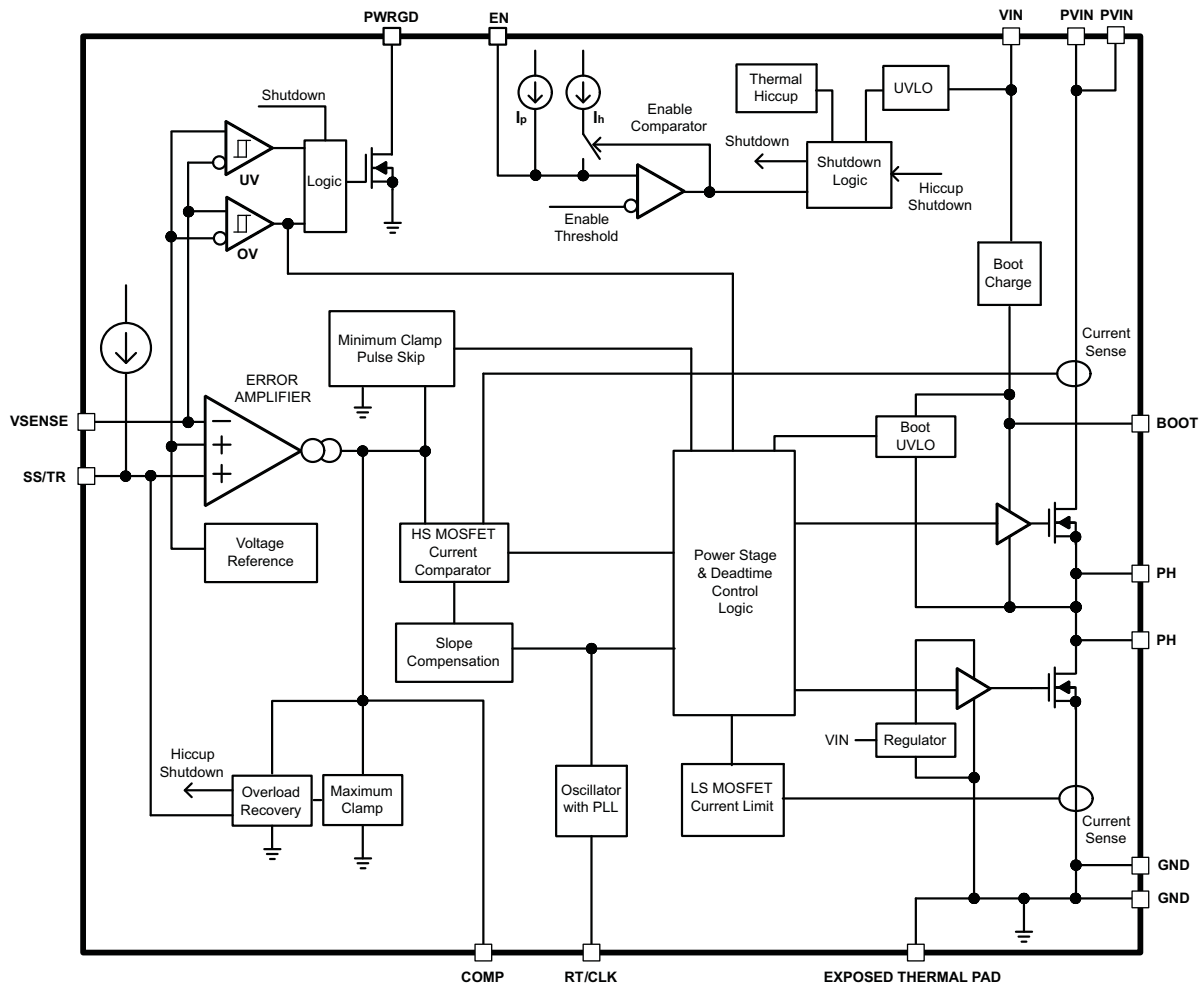 PWRGD
EN
VIN
PVIN PVIN
Shutdown
UV
OV
Logic
Ip
Ih
Enable
Comparator
Enable
Threshold
Thermal
Hiccup
UVLO
Shutdown
Shutdown
Logic
Hiccup
Shutdown
Boot
Charge
Current
Sense
Minimum Clamp
Pulse Skip
ERROR
AMPLIFIER
VSENSE
SS/TR
−
+
+
Voltage
Reference
HS MOSFET
Current
Comparator
Slope
Compensation
Power Stage
& Deadtime
Control
Logic
Boot
UVLO
BOOT
PH
PH
VIN
Regulator
Hiccup
Shutdown
Overload
Recovery
Maximum
Clamp
Oscillator
with PLL
LS MOSFET
Current Limit
Current
Sense
GND
GND
COMP
RT/CLK
EXPOSED THERMAL PAD